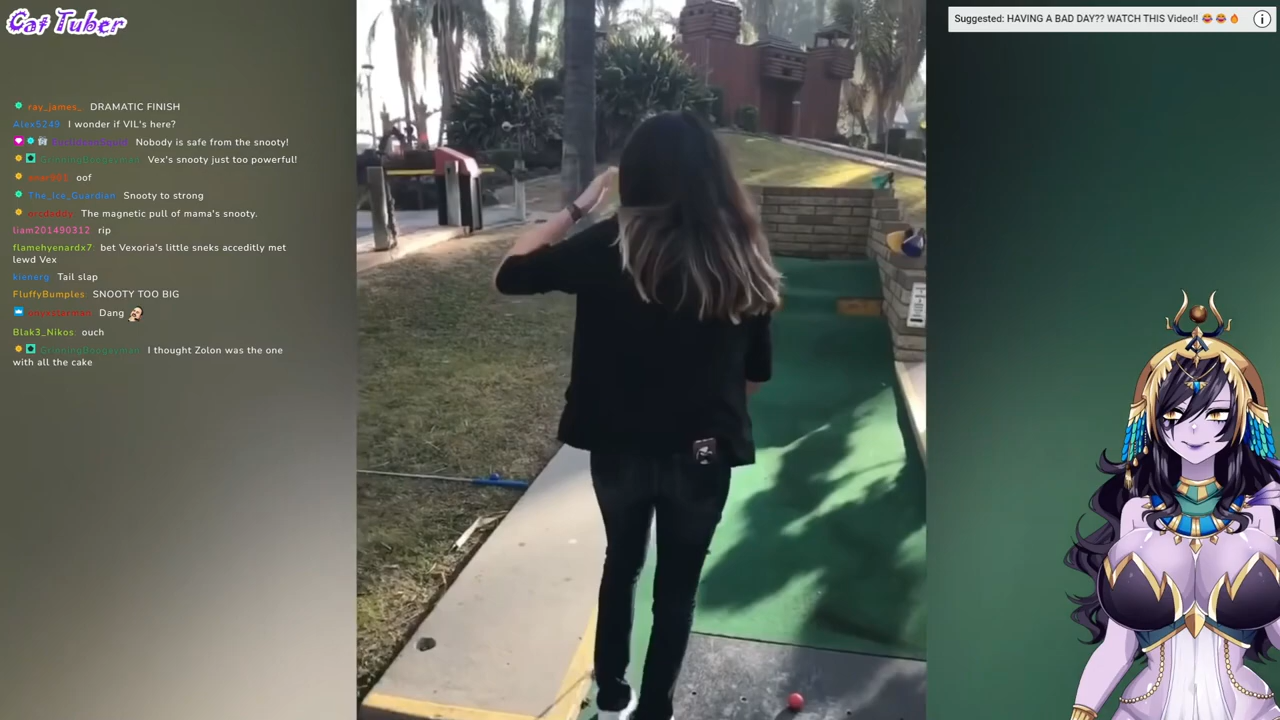 Cat Tuber
Suggested: HAVING A BAD DAY?? WATCH THIS Video!! 😂 😂 🔥
ray_james_ DRAMATIC FINISH
Alex5249 I wonder if VIL's here?
Nobody is safe from the snooty!
GrinningBoogeyman Vex's snooty just too powerful!
oof
The_Ice_Guardian Snooty to strong
The magnetic pull of mama's snooty.
liam201490312 rip
flamehyenardx7: bet Vexoria's little sneks acceditly met
lewd Vex
kienerg Tail slap
FluffyBumples SNOOTY TOO BIG
Dang
Blak3_Nikos: ouch
GrinningBoogeyman I thought Zolon was the one
with all the cake